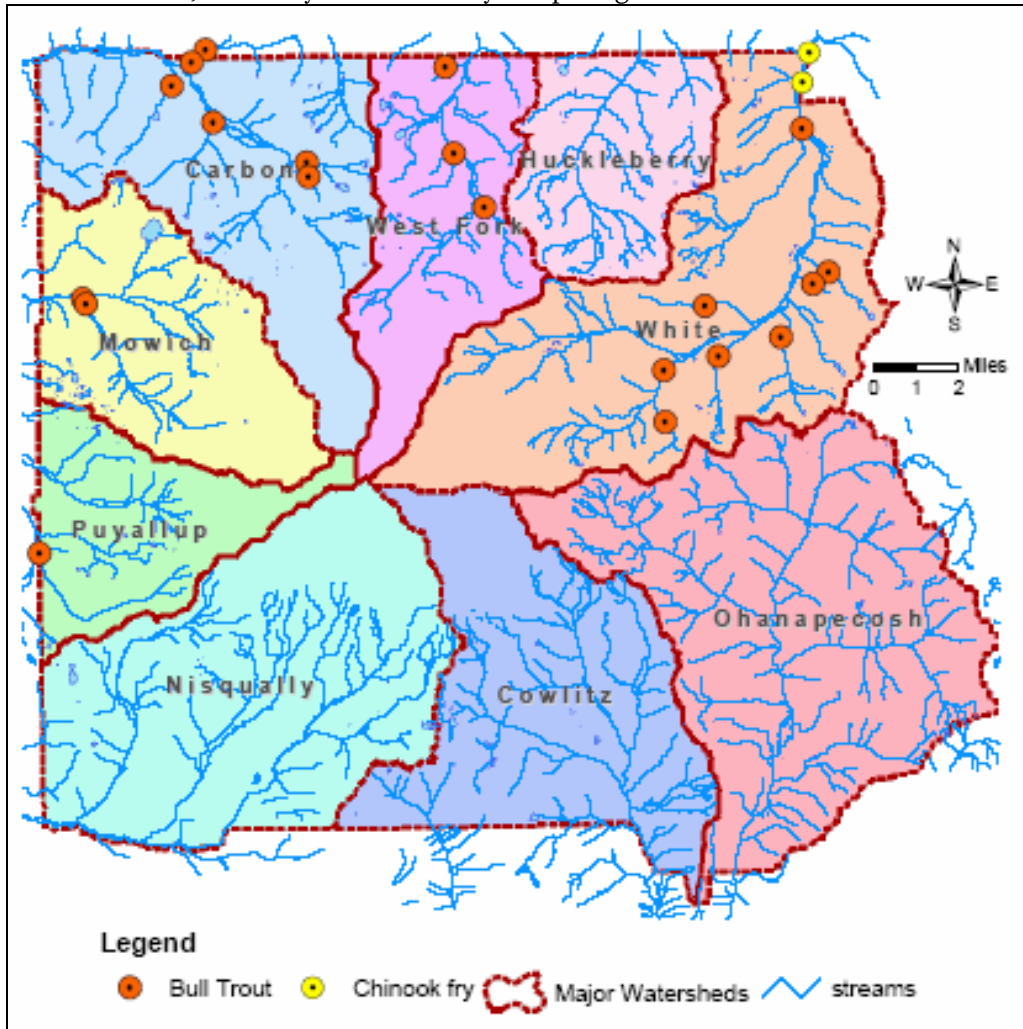 Carbon
Huckleberry
West Fork
N
W E
S
White
Mowich
Miles
0 1 2
Puyallup
Ohanapecosh
Nisqually
Cowlitz
Legend
Bull Trout Chinook fry Major Watersheds streams